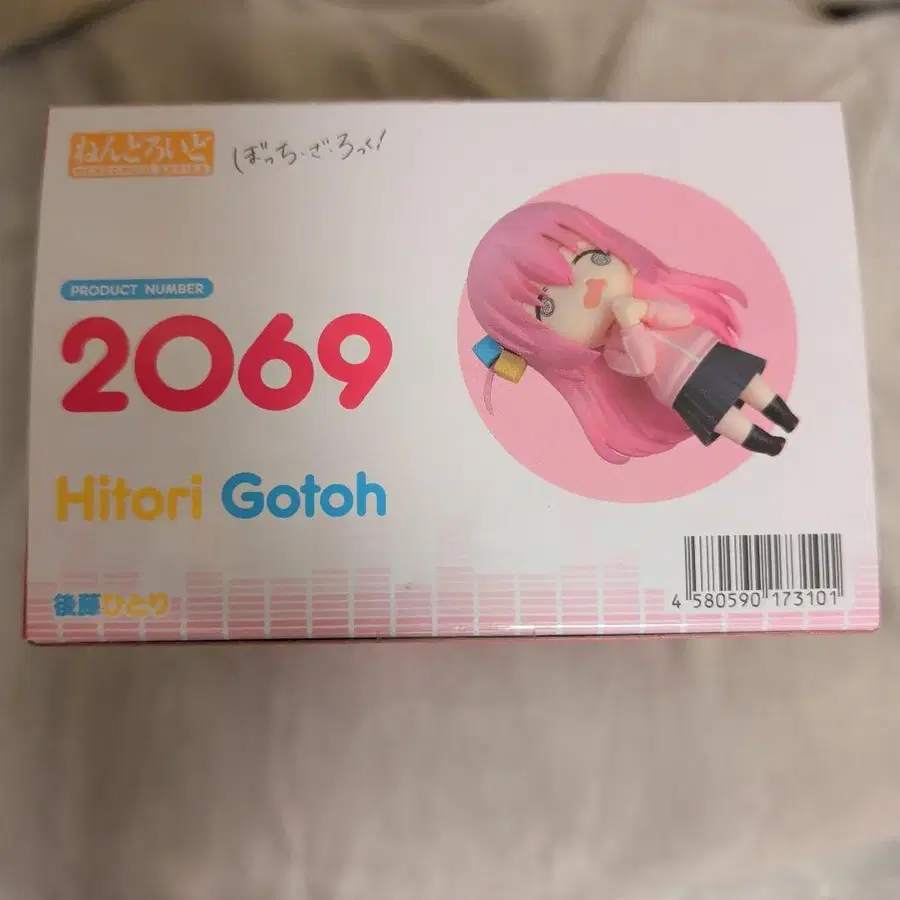 ねんどろいど
ぼっち・ざ・ろっく!
PRODUCT NUMBER
2069
Hitori Gotoh
後藤ひとり
4 580590 173101